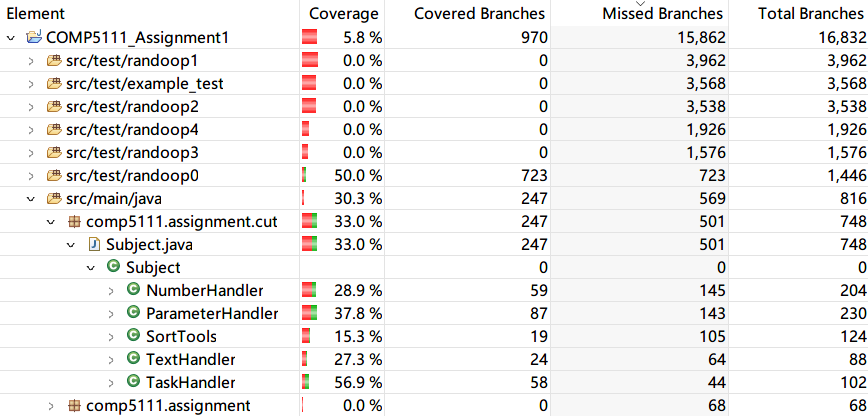 Element Coverage Covered Branches Missed Branches Total Branches
COMP5111_Assignment1 5.8 % 970 15,862 16,832
src/test/randoop1 0.0 % 0 3,962 3,962
src/test/example_test 0.0 % 0 3,568 3,568
src/test/randoop2 0.0 % 0 3,538 3,538
src/test/randoop4 0.0 % 0 1,926 1,926
src/test/randoop3 0.0 % 0 1,576 1,576
src/test/randoop0 50.0 % 723 723 1,446
src/main/java 30.3 % 247 569 816
comp5111.assignment.cut 33.0 % 247 501 748
Subject.java 33.0 % 247 501 748
Subject 0 0 0
NumberHandler 28.9 % 59 145 204
ParameterHandler 37.8 % 87 143 230
SortTools 15.3 % 19 105 124
TextHandler 27.3 % 24 64 88
TaskHandler 56.9 % 58 44 102
comp5111.assignment 0.0 % 0 68 68